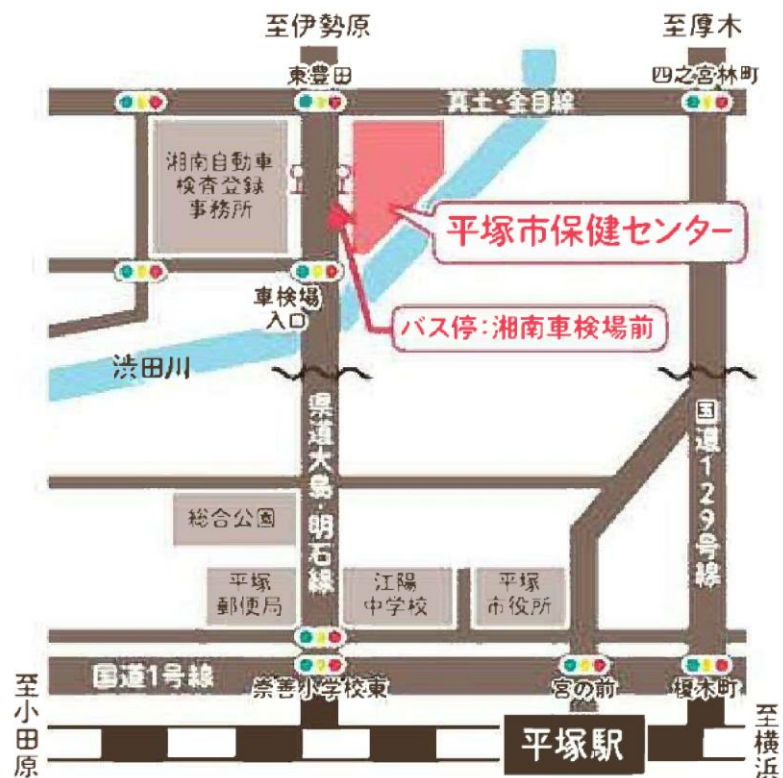 至伊勢原
至厚木
東豊田
四之宮林町
真土・金目線
湘南自動車
検査登録
事務所
平塚市保健センター
車検場
入口
バス停:湘南車検場前
渋田川
県道大島・明石線
国道129号線
総合公園
平塚
郵便局
江陽
中学校
平塚
市役所
国道1号線
崇善小学校東
宮の前
榎木町
至小田原
平塚駅
至横浜